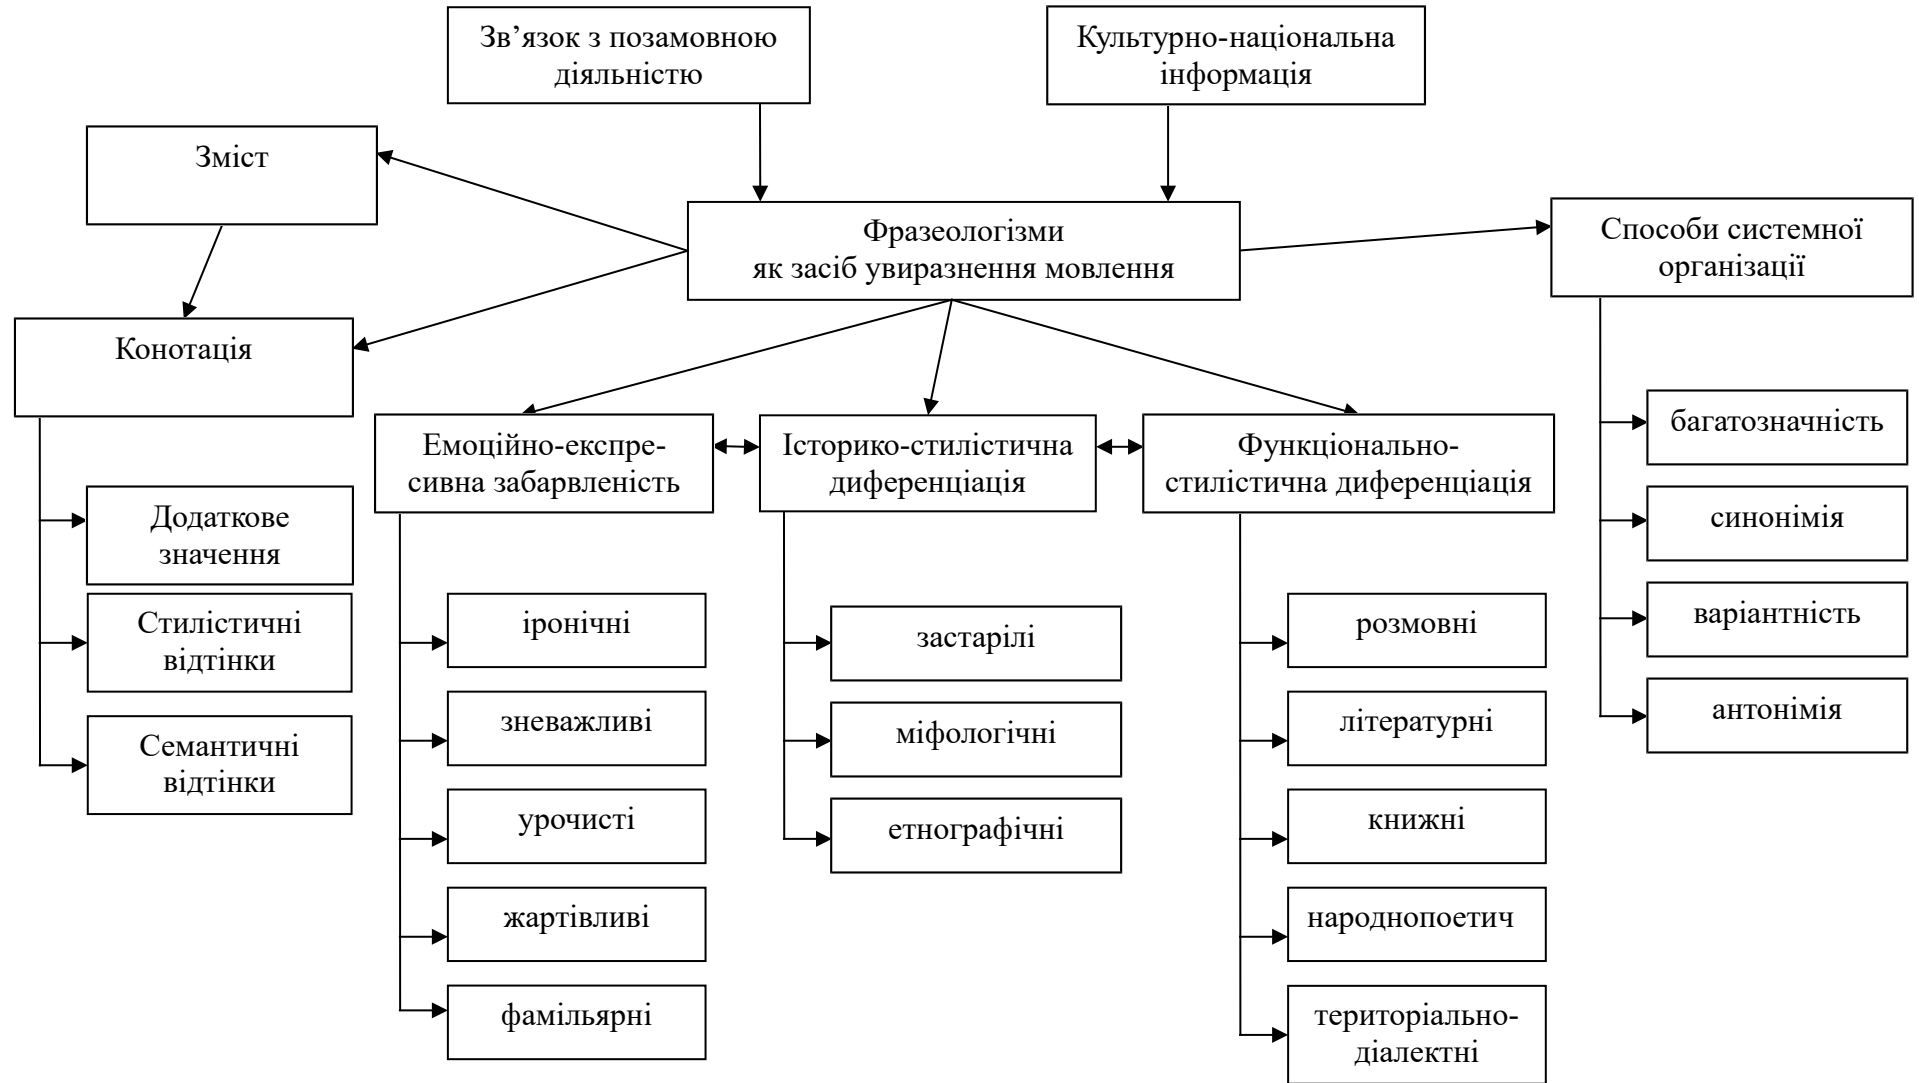 Зв’язок з позамовною
діяльністю
Культурно-національна
інформація
Зміст
Фразеологізми
як засіб увиразнення мовлення
Способи системної
організації
Конотація
Емоційно-експре-
сивна забарвленість
Історико-стилістична
диференціація
Функціонально-
стилістична диференціація
Додаткове
значення
Стилістичні
відтінки
Семантичні
відтінки
іронічні
зневажливі
урочисті
жартівливі
фамільярні
застарілі
міфологічні
етнографічні
розмовні
літературні
книжні
народнопоетич
територіально-
діалектні
багатозначність
синонімія
варіантність
антонімія